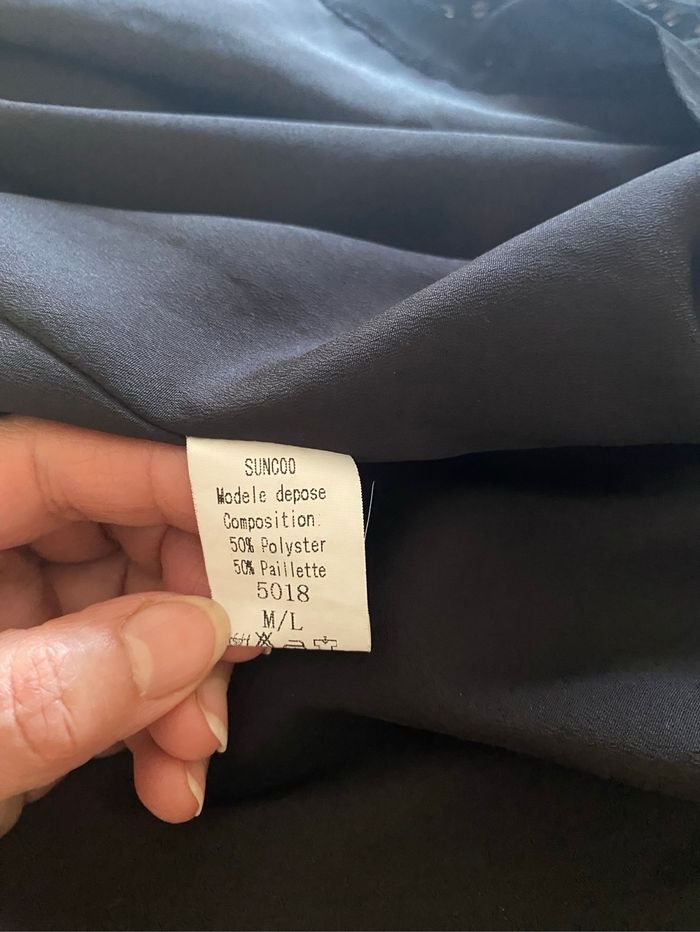 SUNCOO
Modele depose
Composition.
50% Polyster
50% Paillette
5018
M/L